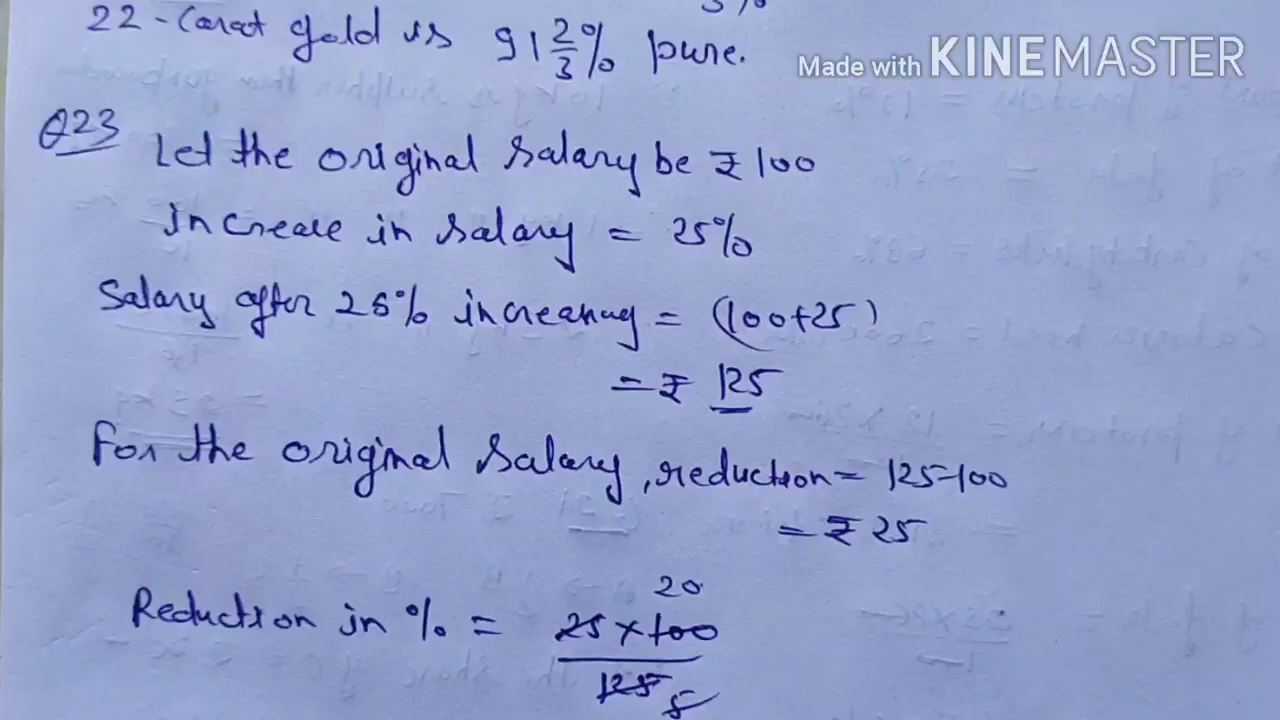 22-Carat gold is 91 2/3% pure.
Made with KINEMASTER
Q23
Let the original salary be ₹ 100
increase in salary = 25%
Salary after 25% increasing = (100+25)
= ₹ 125
For the original salary, reduction = 125-100
= ₹ 25
20
Reduction in % = 25 × 100
125 5